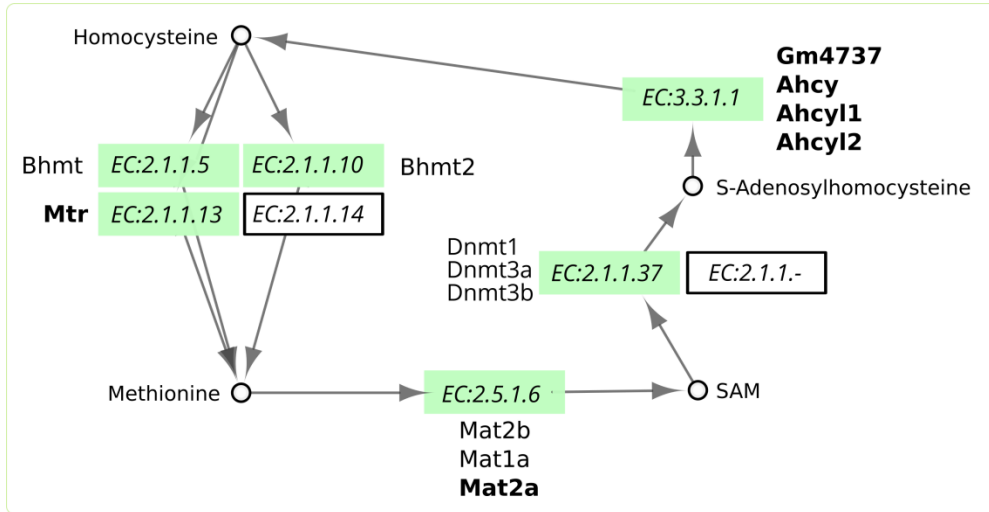 Homocysteine
Gm4737
Ahcy
Ahcyl1
Ahcyl2
EC:3.3.1.1
Bhmt
EC:2.1.1.5
EC:2.1.1.10
Bhmt2
S-Adenosylhomocysteine
Mtr
EC:2.1.1.13
EC:2.1.1.14
Dnmt1
Dnmt3a
Dnmt3b
EC:2.1.1.37
EC:2.1.1.-
Methionine
EC:2.5.1.6
SAM
Mat2b
Mat1a
Mat2a